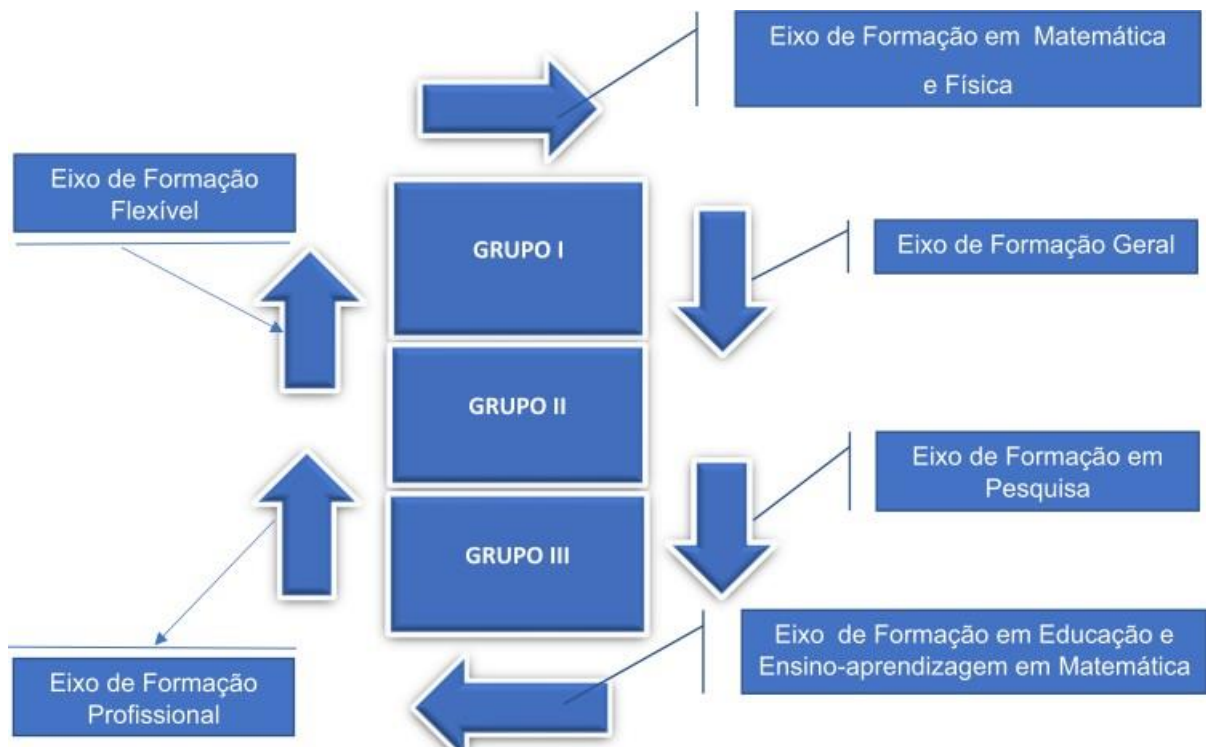 Eixo de Formação em Matemática
e Física
Eixo de Formação
Flexível
GRUPO I
Eixo de Formação Geral
GRUPO II
Eixo de Formação em
Pesquisa
GRUPO III
Eixo de Formação em Educação e
Ensino-aprendizagem em Matemática
Eixo de Formação
Profissional